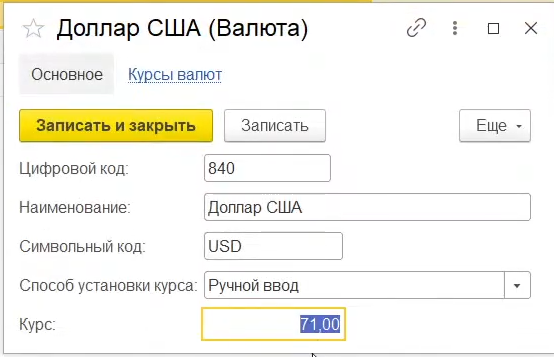 Доллар США (Валюта)
Основное Курсы валют
Записать и закрыть Записать Еще
Цифровой код: 840
Наименование: Доллар США
Символьный код: USD
Способ установки курса: Ручной ввод
Курс: 71,00